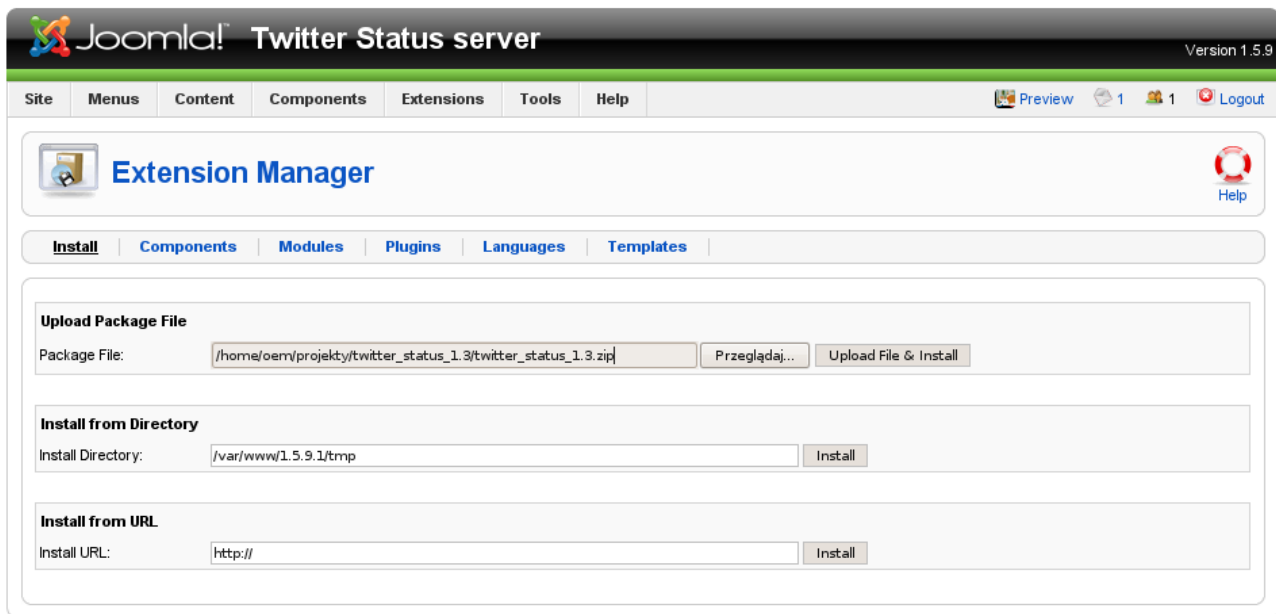 Joomla!™ Twitter Status server
Version 1.5.9
Site Menus Content Components Extensions Tools Help Preview 1 1 Logout
Extension Manager
Help
Install Components Modules Plugins Languages Templates
Upload Package File
Package File: /home/oem/projekty/twitter_status_1.3/twitter_status_1.3.zip Przeglądaj... Upload File & Install
Install from Directory
Install Directory: /var/www/1.5.9.1/tmp Install
Install from URL
Install URL: http:// Install